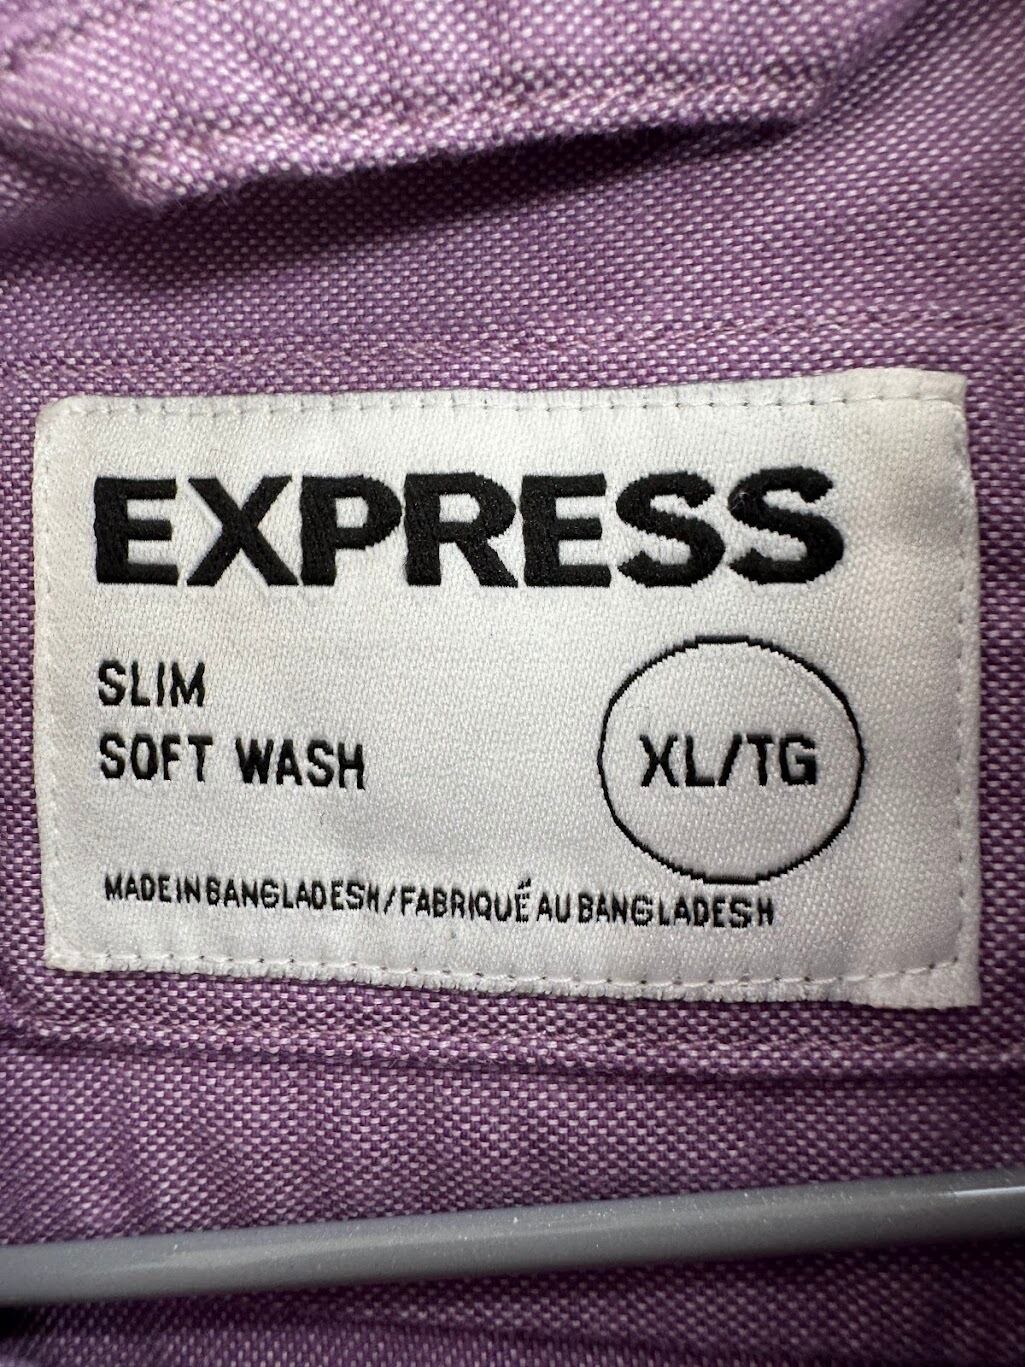 EXPRESS
SLIM
SOFT WASH
XL/TG
MADE IN BANGLADESH/FABRIQUÉ AU BANGLADESH